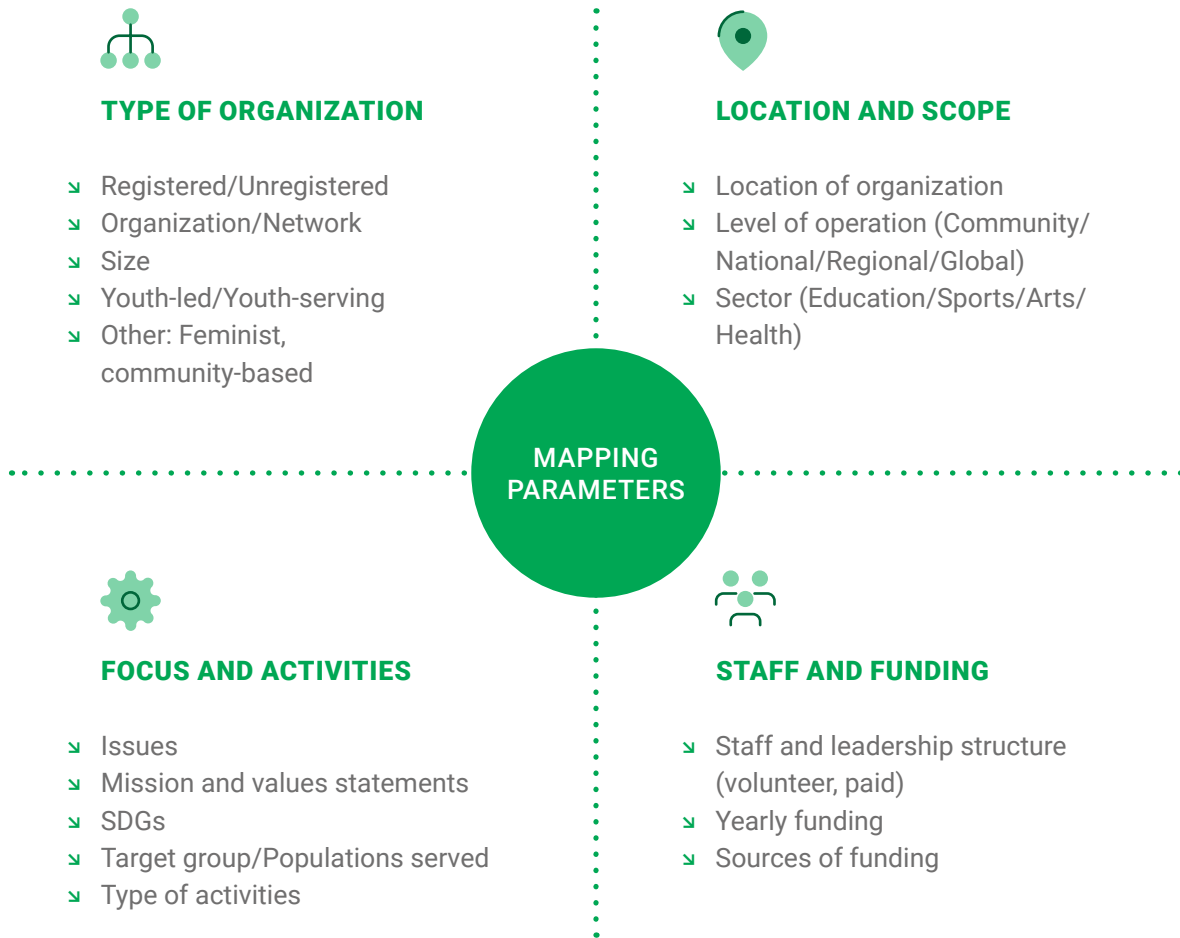 TYPE OF ORGANIZATION
Registered/Unregistered
Organization/Network
Size
Youth-led/Youth-serving
Other: Feminist,
community-based
LOCATION AND SCOPE
Location of organization
Level of operation (Community/
National/Regional/Global)
Sector (Education/Sports/Arts/
Health)
MAPPING
PARAMETERS
FOCUS AND ACTIVITIES
Issues
Mission and values statements
SDGs
Target group/Populations served
Type of activities
STAFF AND FUNDING
Staff and leadership structure
(volunteer, paid)
Yearly funding
Sources of funding